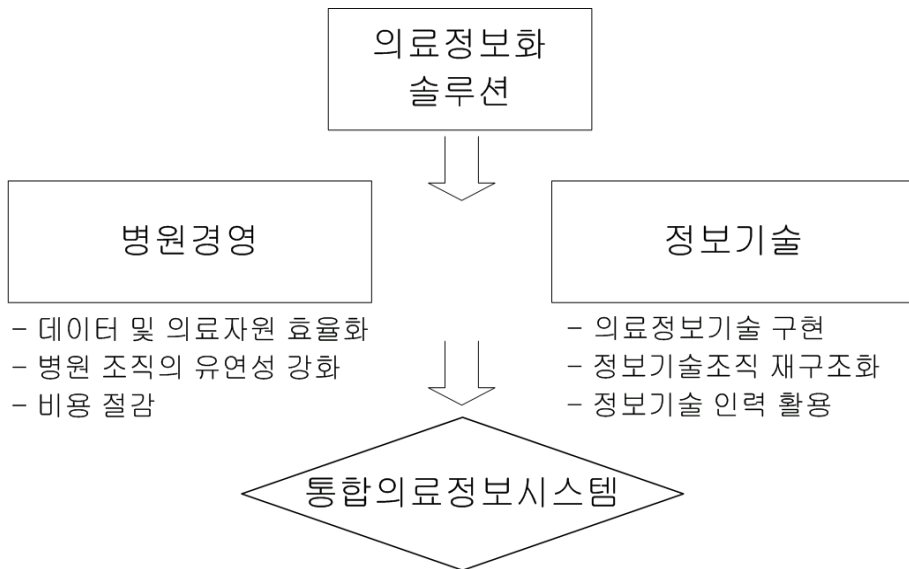 의료정보화
솔루션
병원경영
- 데이터 및 의료자원 효율화
- 병원 조직의 유연성 강화
- 비용 절감
정보기술
- 의료정보기술 구현
- 정보기술조직 재구조화
- 정보기술 인력 활용
통합의료정보시스템